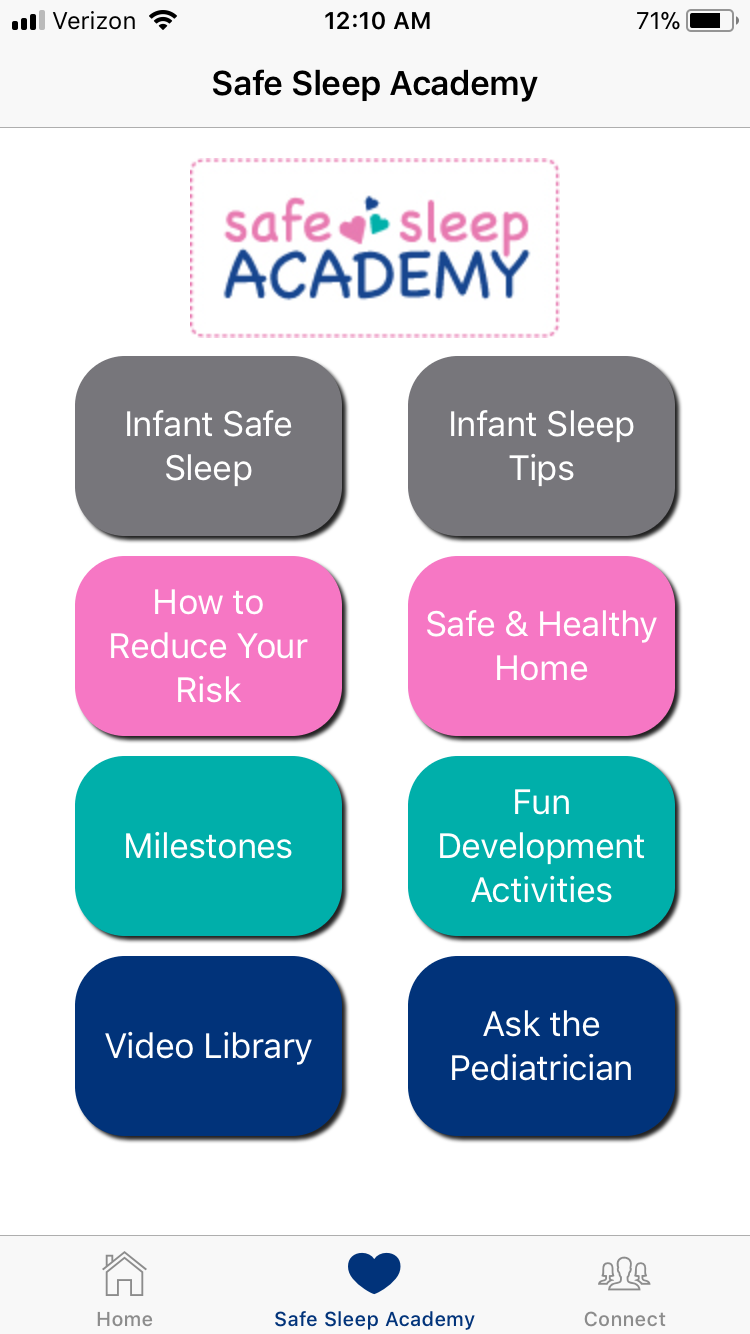 Verizon 12:10 AM 71%
Safe Sleep Academy
safe sleep
ACADEMY
Infant Safe
Sleep
Infant Sleep
Tips
How to
Reduce Your
Risk
Safe & Healthy
Home
Milestones
Fun
Development
Activities
Video Library
Ask the
Pediatrician
Home
Safe Sleep Academy
Connect